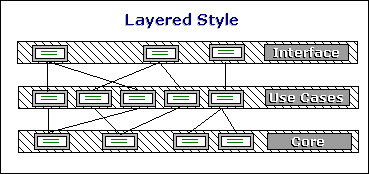 Layered Style
Interface
Use Cases
Core